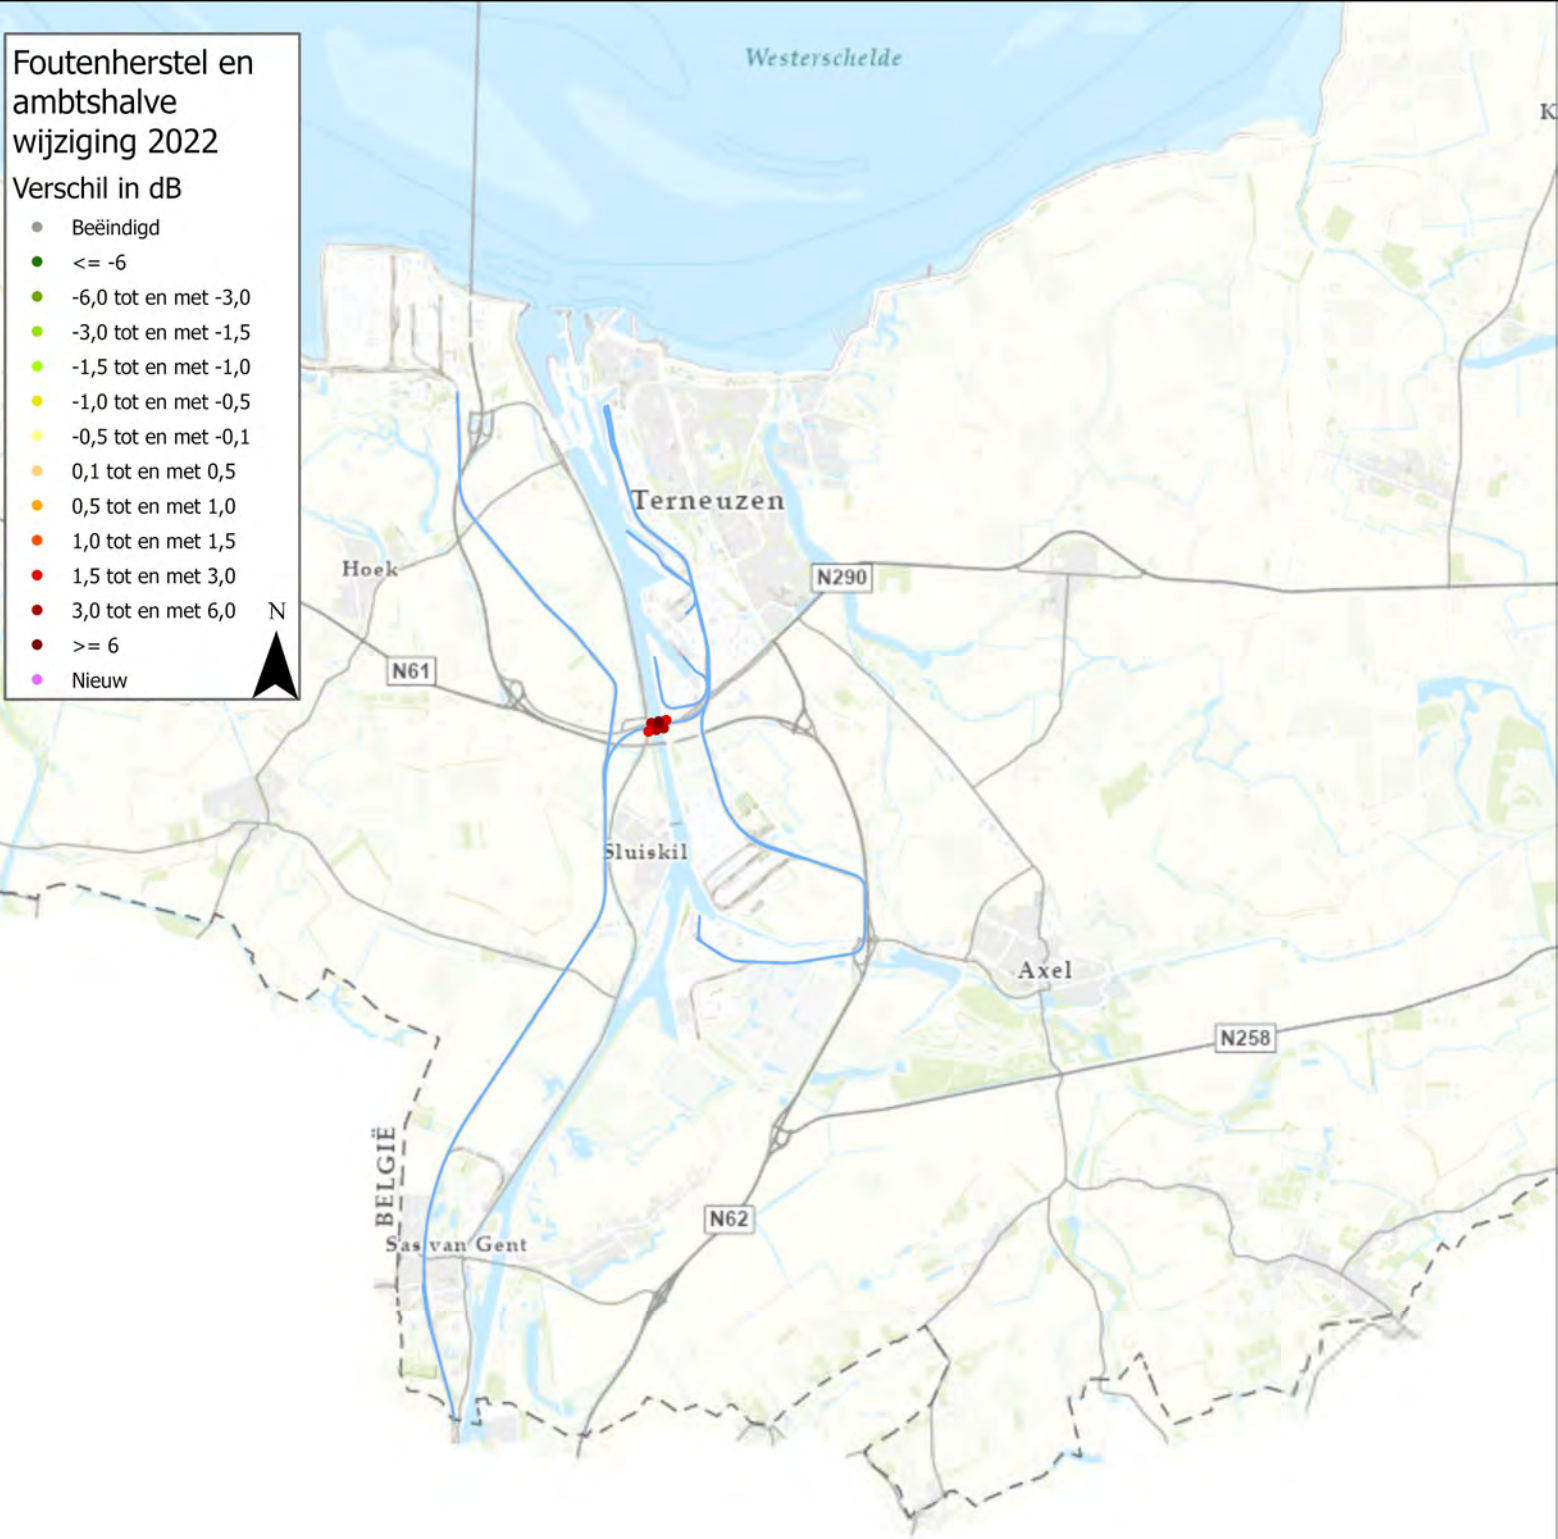 Foutenherstel en
ambtshalve
wijziging 2022
Verschil in dB
Beëindigd
<= -6
-6,0 tot en met -3,0
-3,0 tot en met -1,5
-1,5 tot en met -1,0
-1,0 tot en met -0,5
-0,5 tot en met -0,1
0,1 tot en met 0,5
0,5 tot en met 1,0
1,0 tot en met 1,5
1,5 tot en met 3,0
3,0 tot en met 6,0
>= 6
Nieuw
N
Westerschelde
K
Terneuzen
Hoek
N290
N61
Sluiskil
Axel
N258
BELGIË
N62
Sas van Gent